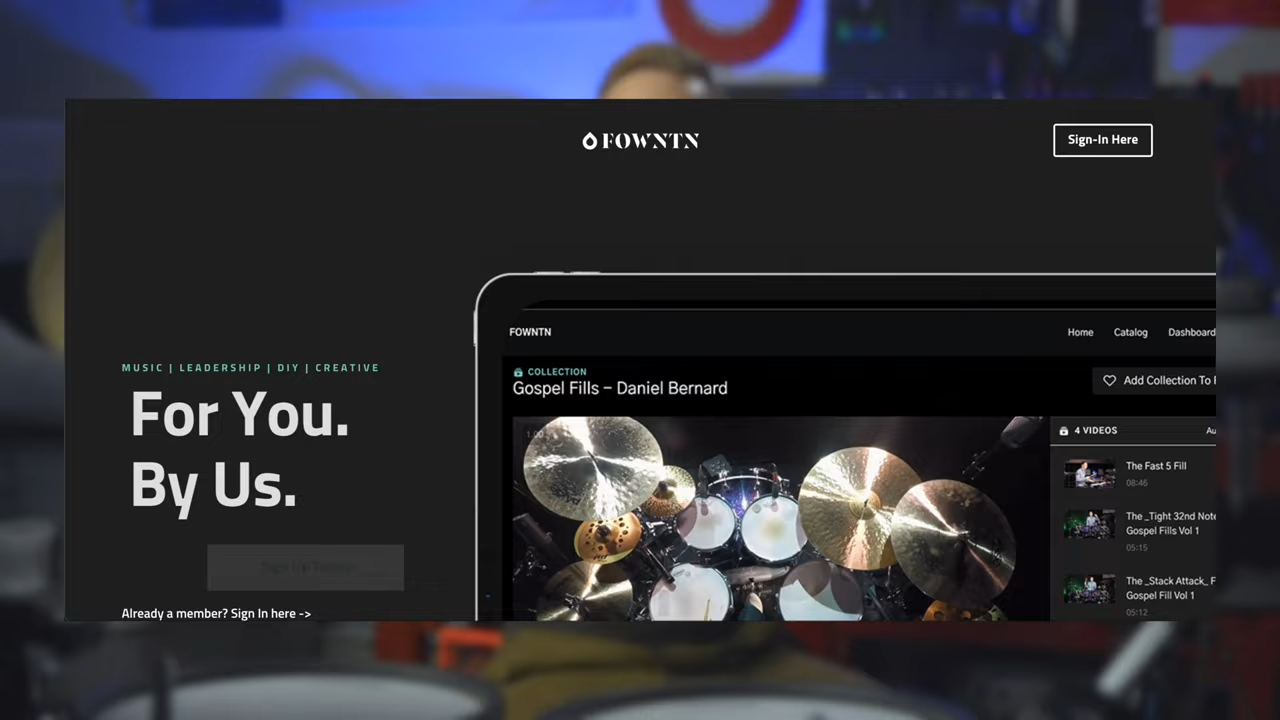 FOWNTN
Sign-In Here
MUSIC | LEADERSHIP | DIY | CREATIVE
For You.
By Us.
Already a member? Sign In here ->
FOWNTN
Home Catalog Dashboard
COLLECTION
Gospel Fills – Daniel Bernard
Add Collection To
4 VIDEOS
The Fast 5 Fill
08:46
The _Tight 32nd Note
Gospel Fills Vol 1
05:15
The _Stack Attack_ F
Gospel Fill Vol 1
05:12